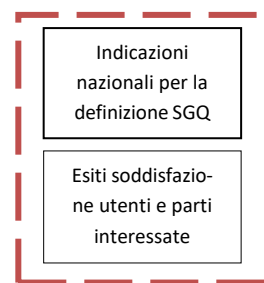 Indicazioni
nazionali per la
definizione SGQ
Esiti soddisfazio-
ne utenti e parti
interessate